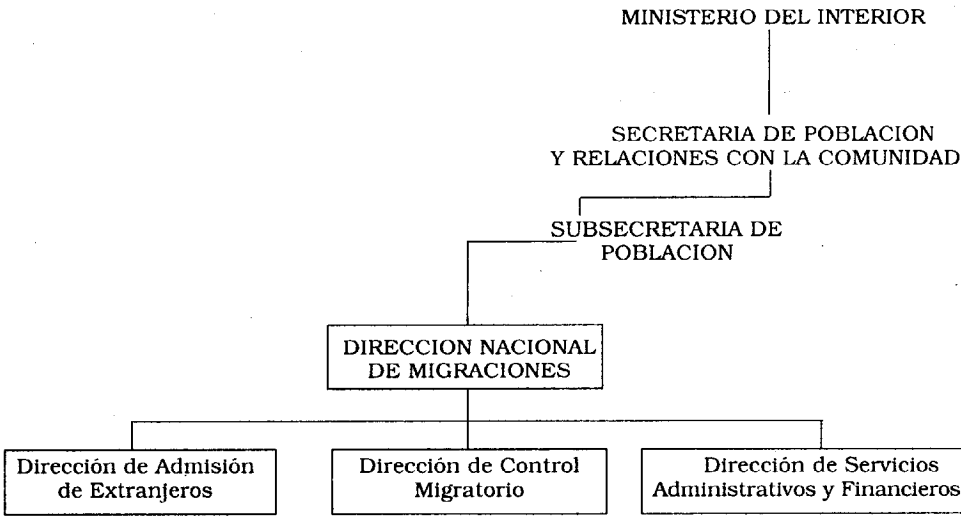 MINISTERIO DEL INTERIOR
SECRETARIA DE POBLACION
Y RELACIONES CON LA COMUNIDAD
SUBSECRETARIA DE
POBLACION
DIRECCION NACIONAL
DE MIGRACIONES
Dirección de Admisión
de Extranjeros
Dirección de Control
Migratorio
Dirección de Servicios
Administrativos y Financieros